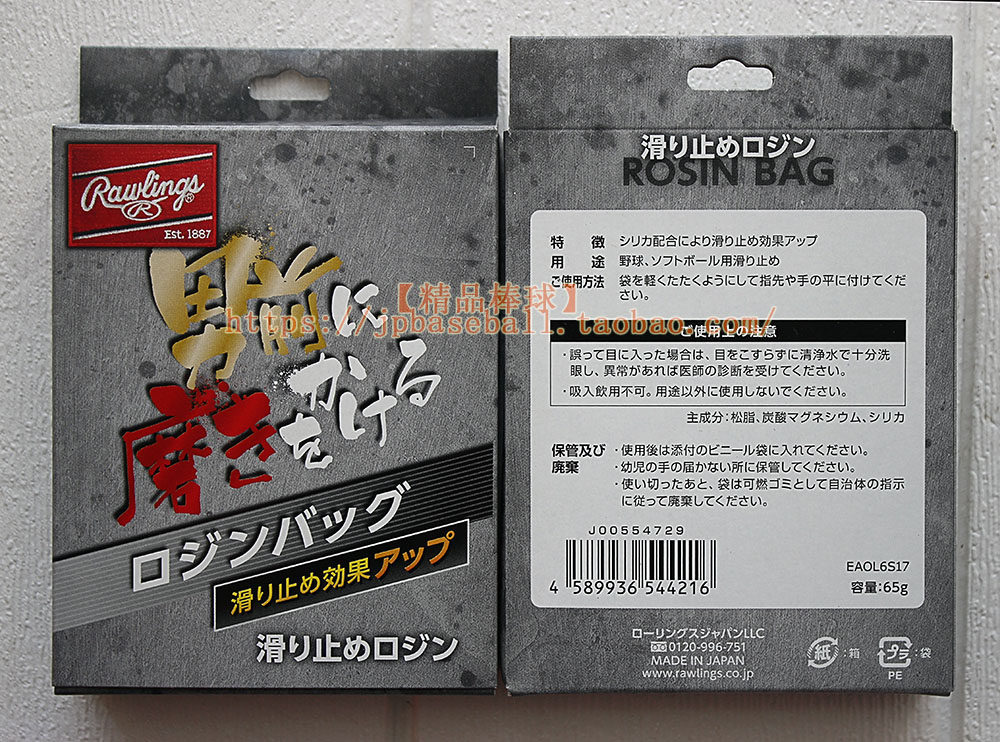 Rawlings
R
®
Est. 1887
男前に
磨きをかける
ロジンバッグ
滑り止め効果アップ
滑り止めロジン
滑り止めロジン
ROSIN BAG
特 徴 シリカ配合により滑り止め効果アップ
用 途 野球、ソフトボール用滑り止め
ご使用方法 袋を軽くたたくようにして指先や手の平に付けてくだ
さい。
【精品棒球】
https://jpbaseball.taobao.com/
ご使用上の注意
・誤って目に入った場合は、目をこすらずに清浄水で十分洗
眼し、異常があれば医師の診断を受けてください。
・吸入飲用不可。用途以外に使用しないでください。
主成分：松脂、炭酸マグネシウム、シリカ
保管及び ・使用後は添付のビニール袋に入れてください。
廃棄 ・幼児の手の届かない所に保管してください。
・使い切ったあと、袋は可燃ゴミとして自治体の指示
に従って廃棄してください。
J00554729
4 589936 544216
EAOL6S17
容量：65g
ローリングスジャパンLLC
0120-996-751
MADE IN JAPAN
www.rawlings.co.jp
紙 ：箱
プラ ：袋
PE